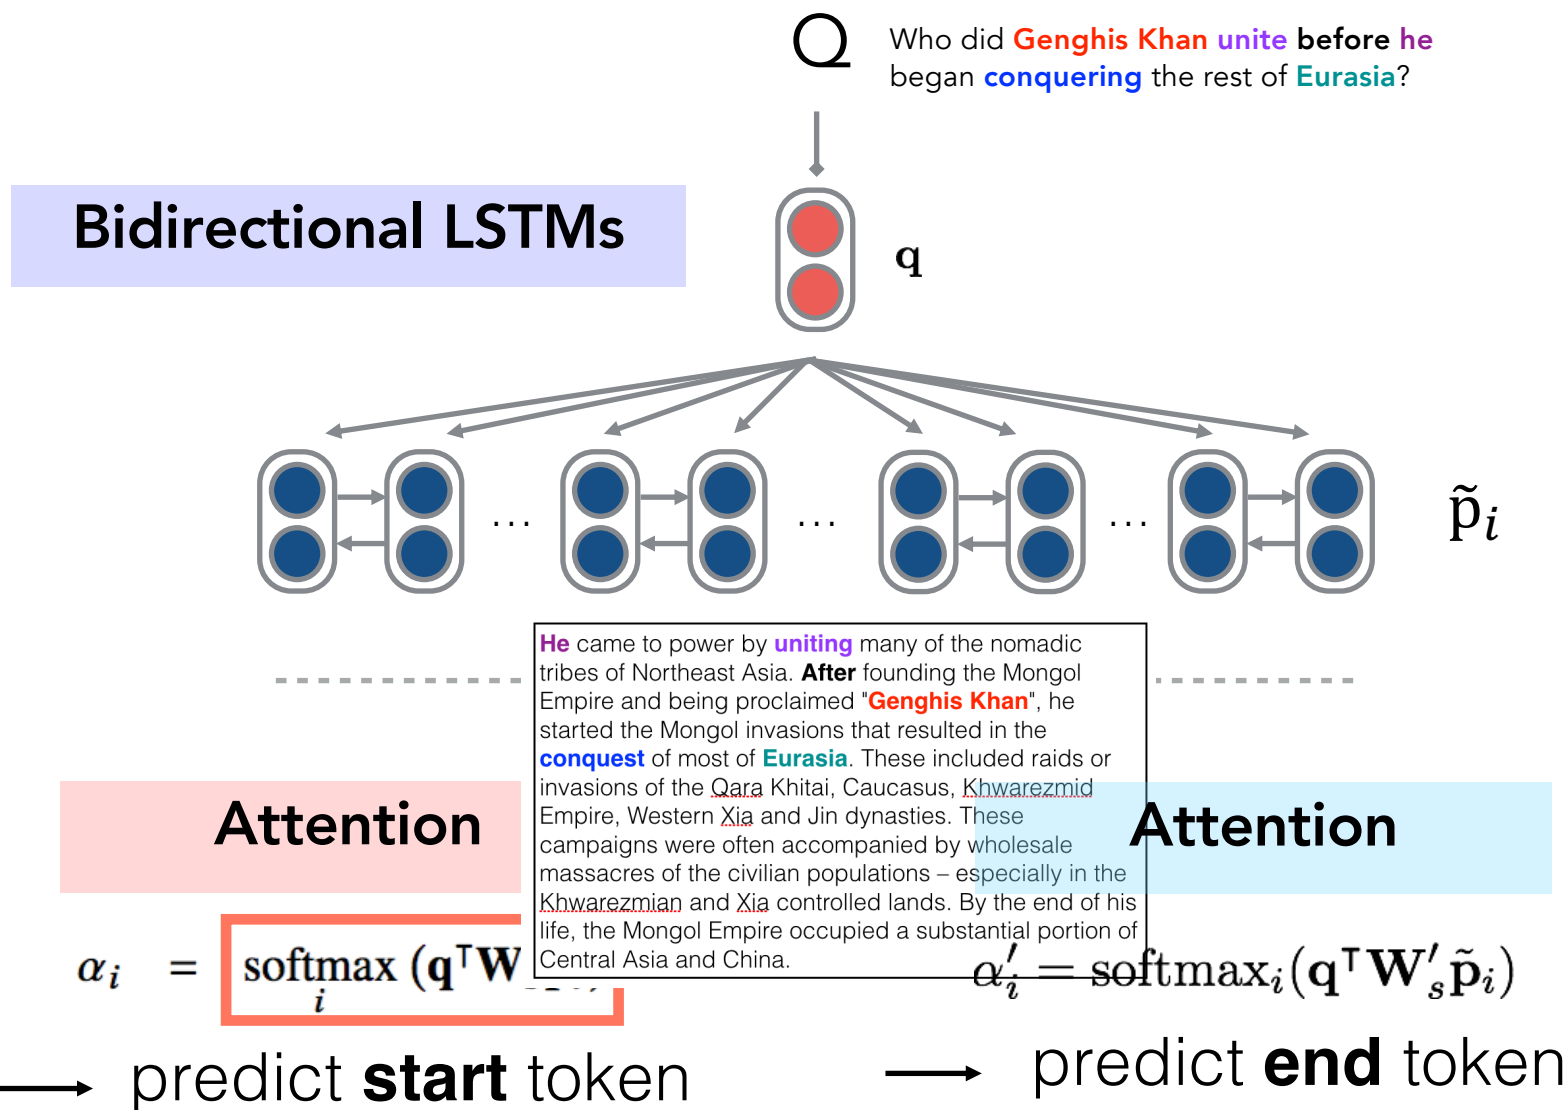 Q
Who did Genghis Khan unite before he
began conquering the rest of Eurasia?
Bidirectional LSTMs
q
... ... ...
p̃ᵢ
He came to power by uniting many of the nomadic
tribes of Northeast Asia. After founding the Mongol
Empire and being proclaimed "Genghis Khan", he
started the Mongol invasions that resulted in the
conquest of most of Eurasia. These included raids or
invasions of the Qara Khitai, Caucasus, Khwarezmid
Empire, Western Xia and Jin dynasties. These
campaigns were often accompanied by wholesale
massacres of the civilian populations – especially in the
Khwarezmian and Xia controlled lands. By the end of his
life, the Mongol Empire occupied a substantial portion of
Central Asia and China.
Attention
αᵢ = softmaxᵢ (qᵀW
predict start token
Attention
α′ᵢ = softmaxᵢ(qᵀW′ₛp̃ᵢ)
predict end token